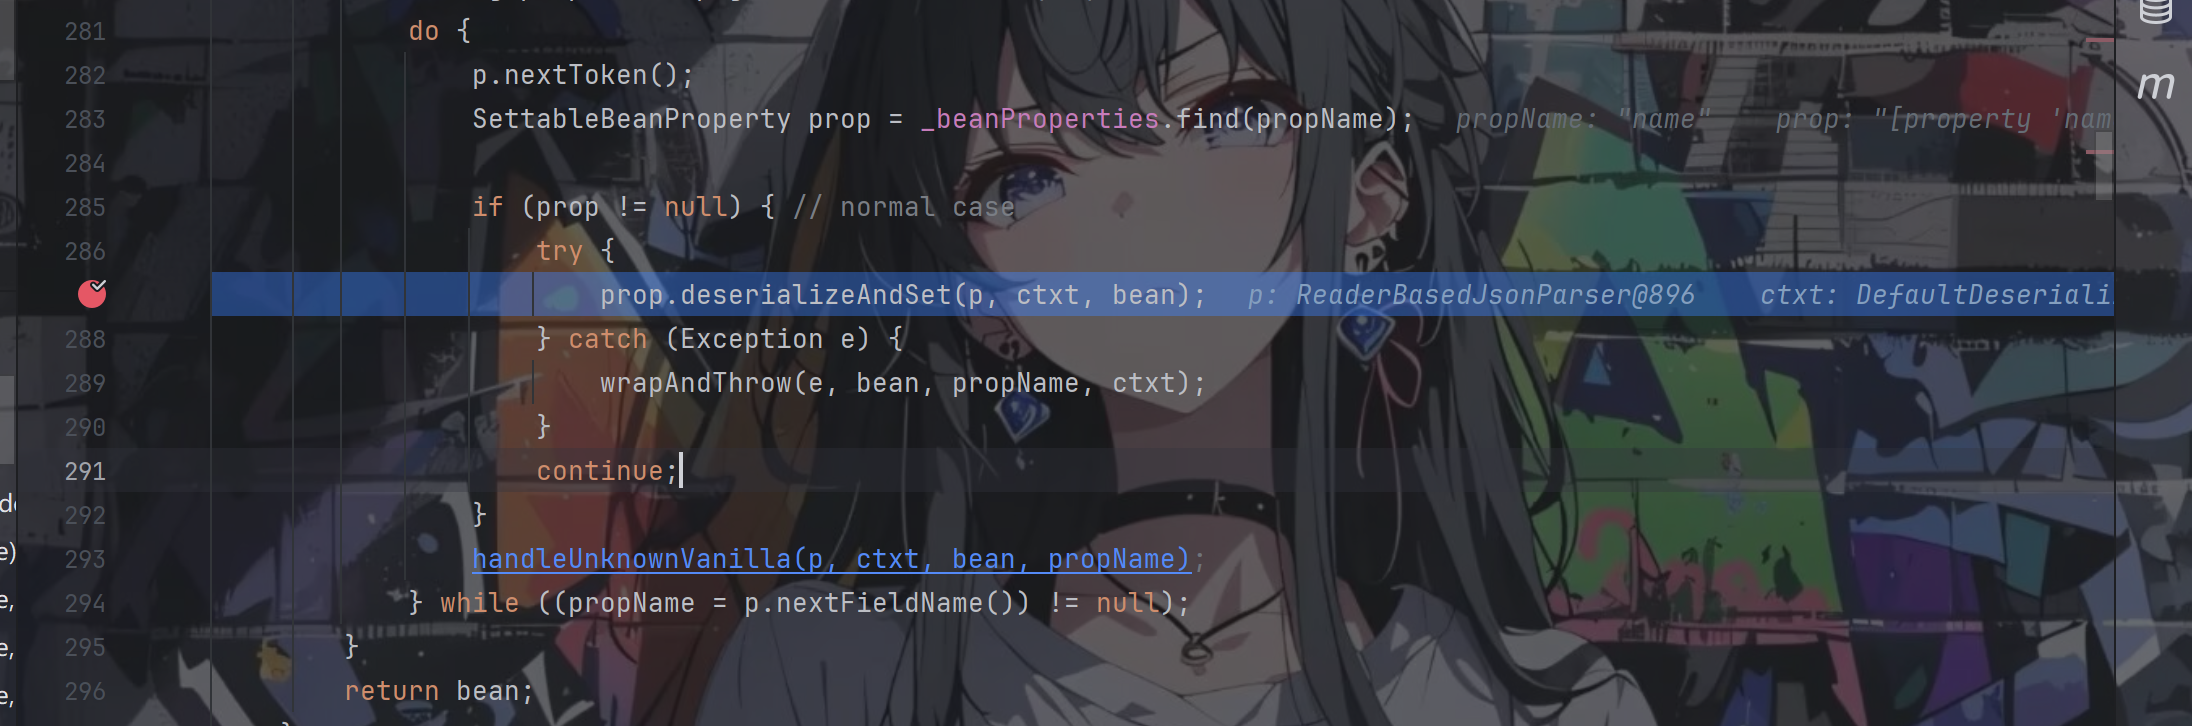 281 do {
282 p.nextToken();
283 SettableBeanProperty prop = _beanProperties.find(propName); propName: "name" prop: "[property 'nam
284
285 if (prop != null) { // normal case
286 try {
prop.deserializeAndSet(p, ctxt, bean); p: ReaderBasedJsonParser@896 ctxt: DefaultDeseriali
288 } catch (Exception e) {
289 wrapAndThrow(e, bean, propName, ctxt);
290 }
291 continue;
292 }
293 handleUnknownVanilla(p, ctxt, bean, propName);
294 } while ((propName = p.nextFieldName()) != null);
295 }
296 return bean;
m
e)
e,
e,
e,